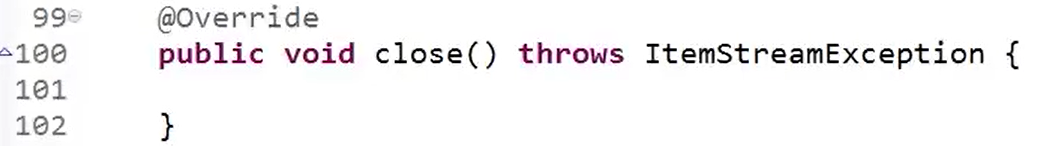 99 @Override
100 public void close() throws ItemStreamException {
101
102 }